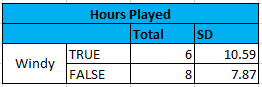 Hours Played
Total SD
Windy TRUE 6 10.59
FALSE 8 7.87